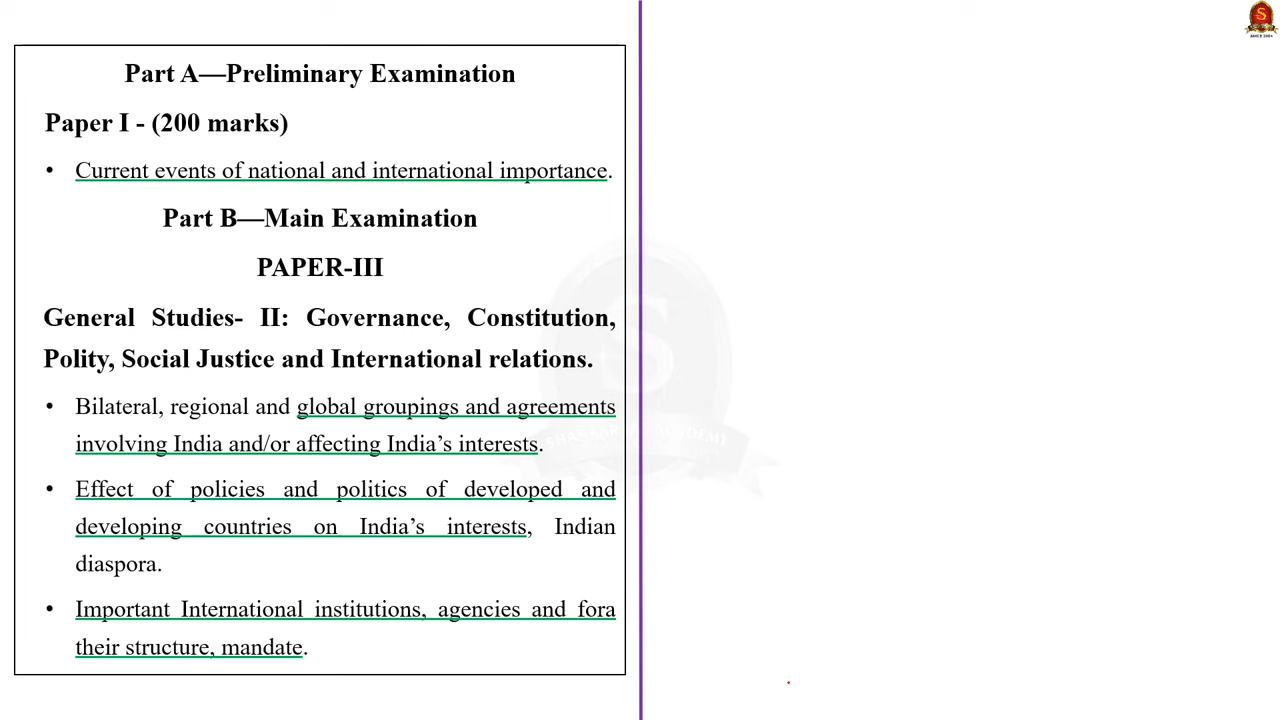 Part A—Preliminary Examination
Paper I - (200 marks)
• Current events of national and international importance.
Part B—Main Examination
PAPER-III
General Studies- II: Governance, Constitution,
Polity, Social Justice and International relations.
• Bilateral, regional and global groupings and agreements
involving India and/or affecting India's interests.
• Effect of policies and politics of developed and
developing countries on India's interests, Indian
diaspora.
• Important International institutions, agencies and fora
their structure, mandate.
S
SINCE 2004